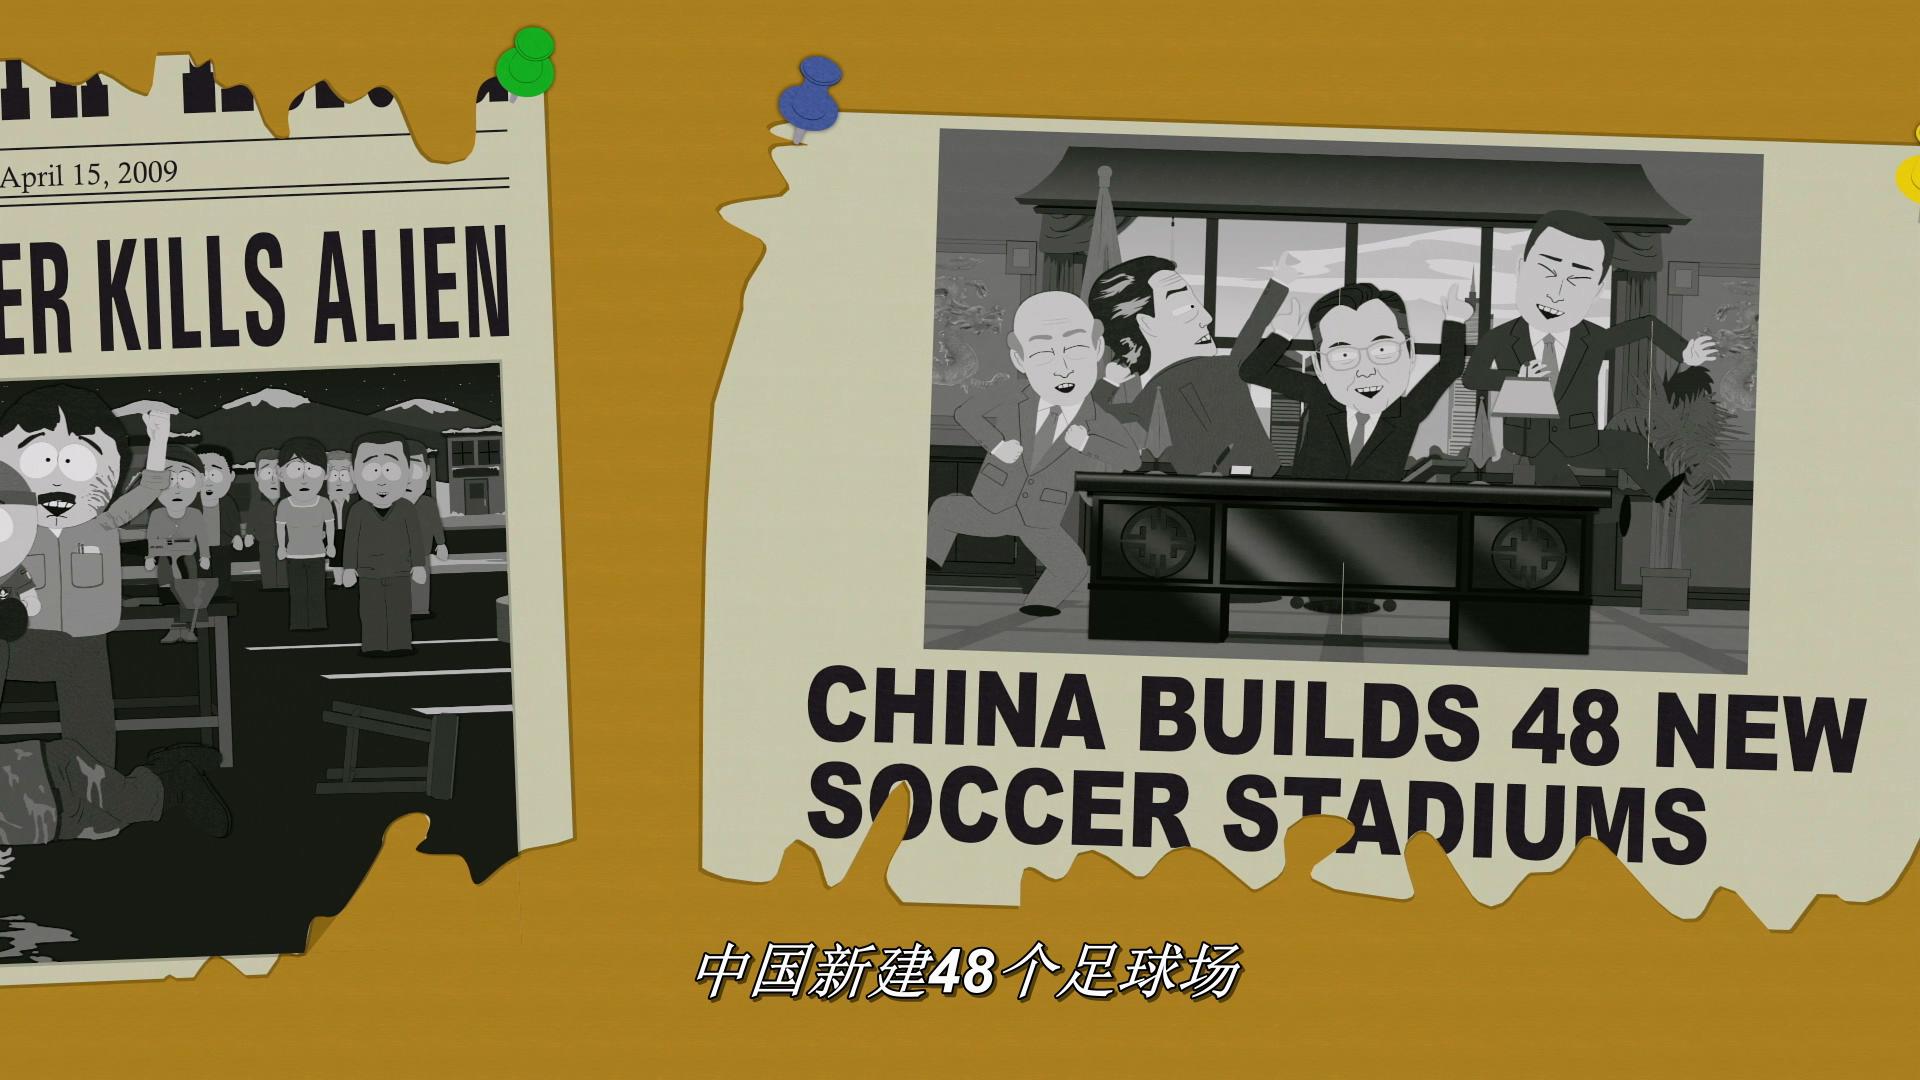 April 15, 2009
ER KILLS ALIEN
CHINA BUILDS 48 NEW
SOCCER STADIUMS
中国新建48个足球场